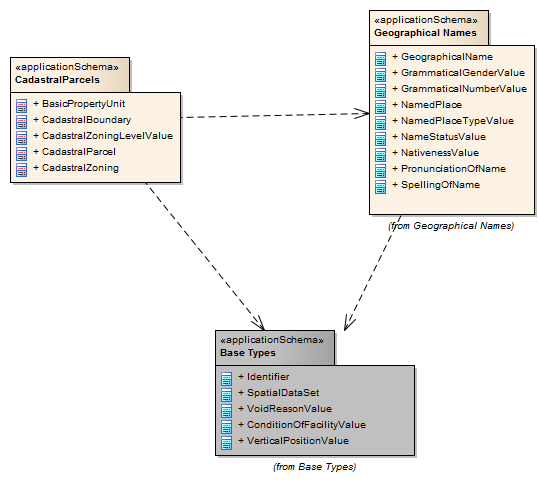 «applicationSchema»
CadastralParcels
+ BasicPropertyUnit
+ CadastralBoundary
+ CadastralZoningLevelValue
+ CadastralParcel
+ CadastralZoning
«applicationSchema»
Geographical Names
+ GeographicalName
+ GrammaticalGenderValue
+ GrammaticalNumberValue
+ NamedPlace
+ NamedPlaceTypeValue
+ NameStatusValue
+ NativenessValue
+ PronunciationOfName
+ SpellingOfName
(from Geographical Names)
«applicationSchema»
Base Types
+ Identifier
+ SpatialDataSet
+ VoidReasonValue
+ ConditionOfFacilityValue
+ VerticalPositionValue
(from Base Types)